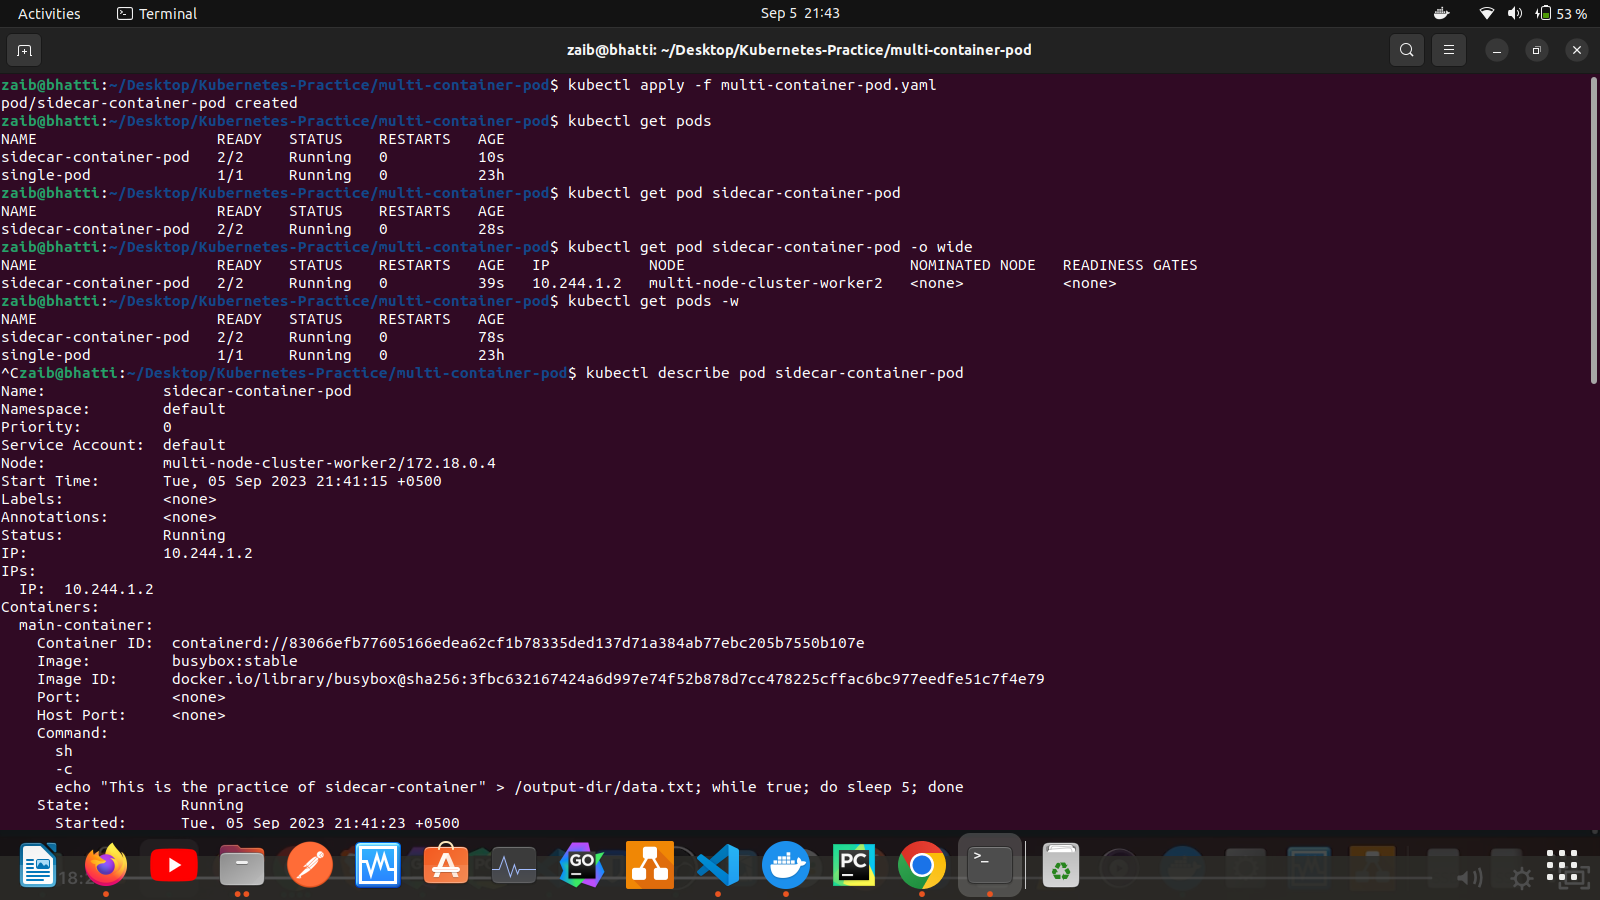 Activities Terminal Sep 5 21:43 53 %
zaib@bhatti: ~/Desktop/Kubernetes-Practice/multi-container-pod
zaib@bhatti:~/Desktop/Kubernetes-Practice/multi-container-pod$ kubectl apply -f multi-container-pod.yaml
pod/sidecar-container-pod created
zaib@bhatti:~/Desktop/Kubernetes-Practice/multi-container-pod$ kubectl get pods
NAME READY STATUS RESTARTS AGE
sidecar-container-pod 2/2 Running 0 10s
single-pod 1/1 Running 0 23h
zaib@bhatti:~/Desktop/Kubernetes-Practice/multi-container-pod$ kubectl get pod sidecar-container-pod
NAME READY STATUS RESTARTS AGE
sidecar-container-pod 2/2 Running 0 28s
zaib@bhatti:~/Desktop/Kubernetes-Practice/multi-container-pod$ kubectl get pod sidecar-container-pod -o wide
NAME READY STATUS RESTARTS AGE IP NODE NOMINATED NODE READINESS GATES
sidecar-container-pod 2/2 Running 0 39s 10.244.1.2 multi-node-cluster-worker2 <none> <none>
zaib@bhatti:~/Desktop/Kubernetes-Practice/multi-container-pod$ kubectl get pods -w
NAME READY STATUS RESTARTS AGE
sidecar-container-pod 2/2 Running 0 78s
single-pod 1/1 Running 0 23h
^Czaib@bhatti:~/Desktop/Kubernetes-Practice/multi-container-pod$ kubectl describe pod sidecar-container-pod
Name: sidecar-container-pod
Namespace: default
Priority: 0
Service Account: default
Node: multi-node-cluster-worker2/172.18.0.4
Start Time: Tue, 05 Sep 2023 21:41:15 +0500
Labels: <none>
Annotations: <none>
Status: Running
IP: 10.244.1.2
IPs:
IP: 10.244.1.2
Containers:
main-container:
Container ID: containerd://83066efb77605166edea62cf1b78335ded137d71a384ab77ebc205b7550b107e
Image: busybox:stable
Image ID: docker.io/library/busybox@sha256:3fbc632167424a6d997e74f52b878d7cc478225cffac6bc977eedfe51c7f4e79
Port: <none>
Host Port: <none>
Command:
sh
-c
echo "This is the practice of sidecar-container" > /output-dir/data.txt; while true; do sleep 5; done
State: Running
Started: Tue, 05 Sep 2023 21:41:23 +0500
GO
PC
>_